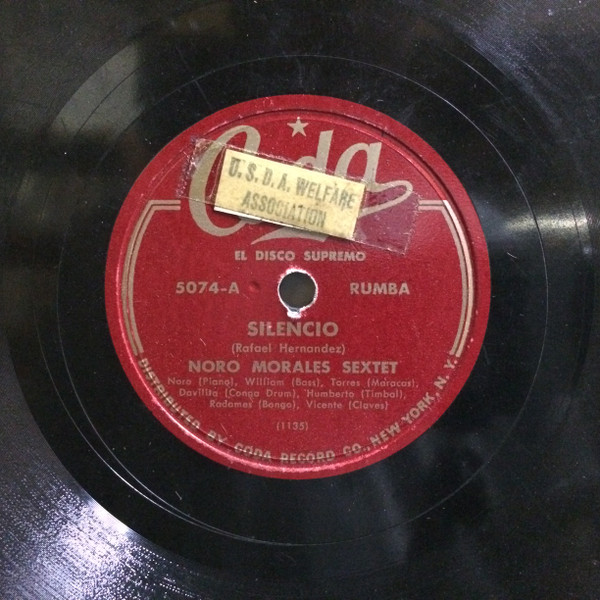 Coda
U. S. D. A. WELFARE
ASSOCIATION
EL DISCO SUPREMO
5074-A RUMBA
SILENCIO
(Rafael Hernandez)
NORO MORALES SEXTET
Noro (Piano), William (Bass), Torres (Maracas),
Davilita (Conga Drum), Humberto (Timbal),
Radames (Bongo), Vicente (Claves)
(1135)
DISTRIBUTED BY CODA RECORD CO., NEW YORK, N. Y.